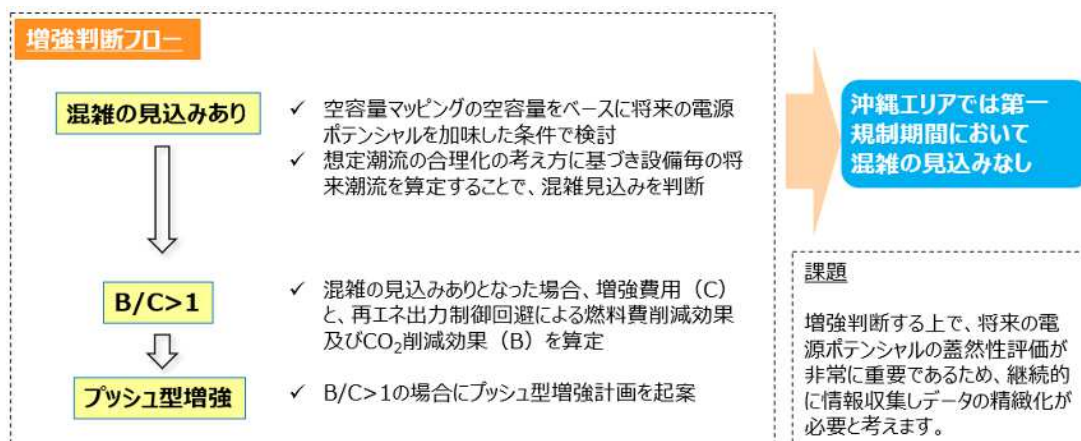 増強判断フロー
混雑の見込みあり
✓ 空容量マッピングの空容量をベースに将来の電源
ポテンシャルを加味した条件で検討
✓ 想定潮流の合理化の考え方に基づき設備毎の将
来潮流を算定することで、混雑見込みを判断
B/C>1
✓ 混雑の見込みありとなった場合、増強費用（C）
と、再エネ出力制御回避による燃料費削減効果
及びCO₂削減効果（B）を算定
プッシュ型増強
✓ B/C>1の場合にプッシュ型増強計画を起案
沖縄エリアでは第一
規制期間において
混雑の見込みなし
課題
増強判断する上で、将来の電
源ポテンシャルの蓋然性評価が
非常に重要であるため、継続的
に情報収集しデータの精緻化が
必要と考えます。